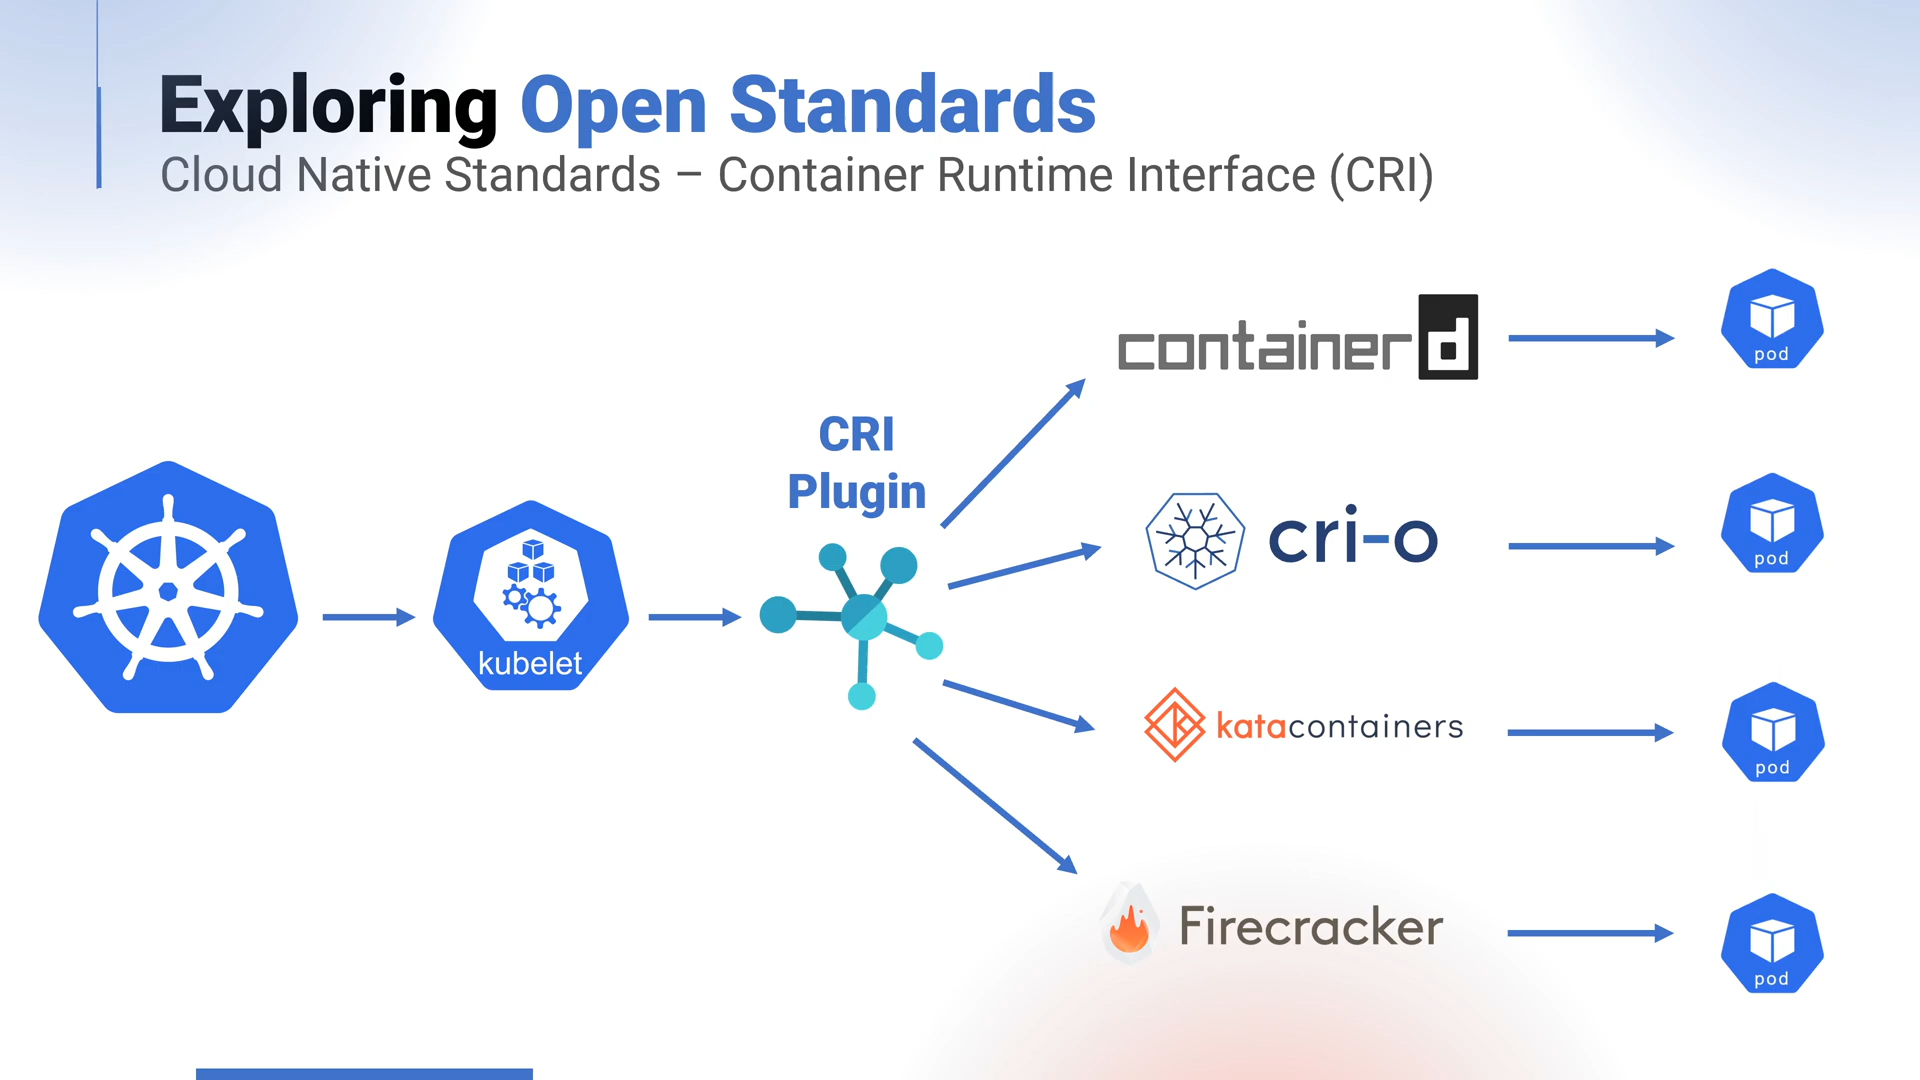 Exploring Open Standards
Cloud Native Standards – Container Runtime Interface (CRI)
containerd
pod
CRI
Plugin
cri-o
pod
kubelet
katacontainers
pod
Firecracker
pod